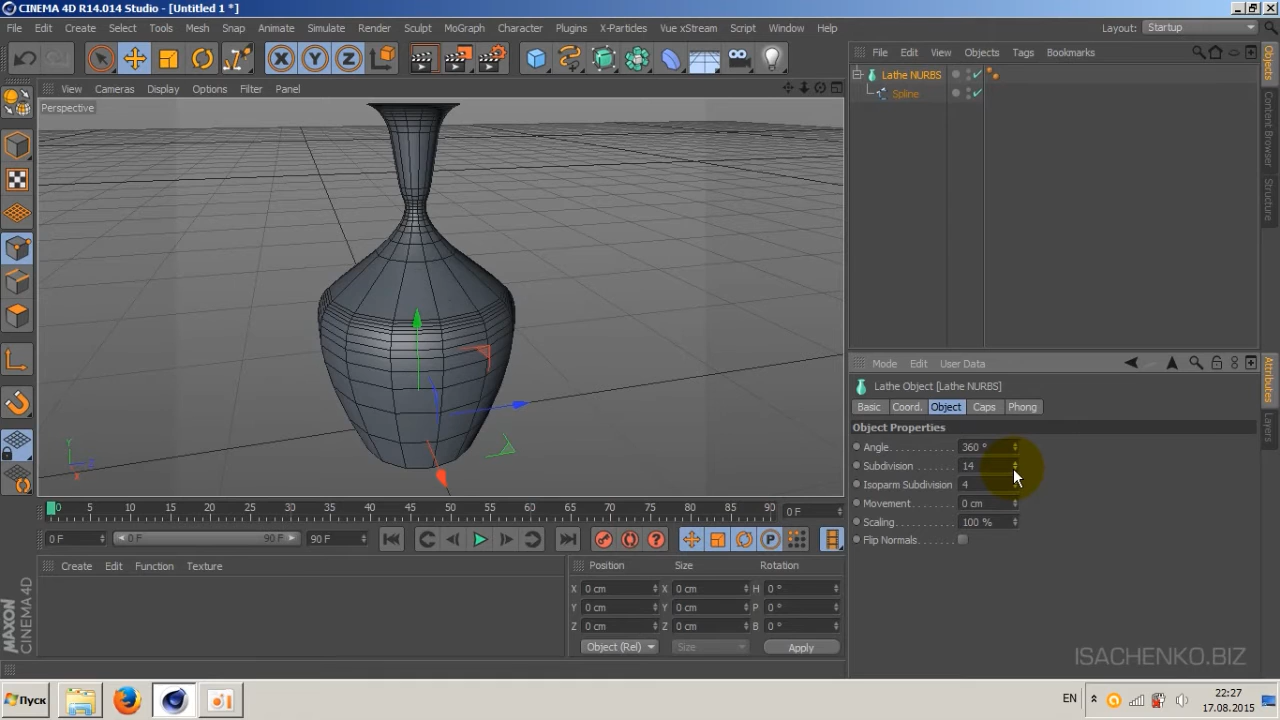 CINEMA 4D R14.014 Studio - [Untitled 1 *]
File Edit Create Select Tools Mesh Snap Animate Simulate Render Sculpt MoGraph Character Plugins X-Particles Vue xStream Script Window Help Layout: Startup
X Y Z
File Edit View Objects Tags Bookmarks
Lathe NURBS
Spline
View Cameras Display Options Filter Panel
Perspective
Y
Z
X
Objects
Content Browser
Structure
Attributes
Layers
Mode Edit User Data
Lathe Object [Lathe NURBS]
Basic Coord. Object Caps Phong
Object Properties
Angle 360 °
Subdivision 14
Isoparm Subdivision 4
Movement 0 cm
Scaling 100 %
Flip Normals
0 5 10 15 20 25 30 35 40 45 50 55 60 65 70 75 80 85 90 0 F
0 F 0 F 90 F 90 F
P
Create Edit Function Texture
Position Size Rotation
X 0 cm X 0 cm H 0 °
Y 0 cm Y 0 cm P 0 °
Z 0 cm Z 0 cm B 0 °
Object (Rel) Size Apply
MAXON
CINEMA 4D
ISACHENKO.BIZ
Пуск EN 22:27
17.08.2015